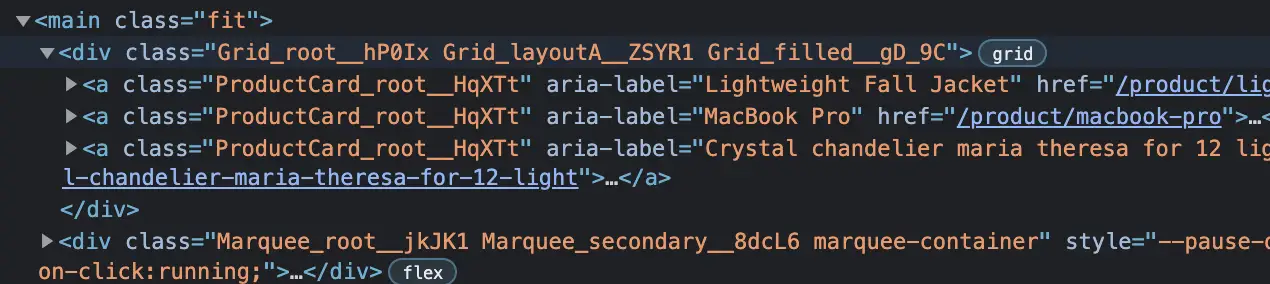 ▼<main class="fit">
▼<div class="Grid_root__hP0Ix Grid_layoutA__ZSYR1 Grid_filled__gD_9C"> grid
▶<a class="ProductCard_root__HqXTt" aria-label="Lightweight Fall Jacket" href="/product/lig
▶<a class="ProductCard_root__HqXTt" aria-label="MacBook Pro" href="/product/macbook-pro">…<
▶<a class="ProductCard_root__HqXTt" aria-label="Crystal chandelier maria theresa for 12 lig
l-chandelier-maria-theresa-for-12-light">…</a>
</div>
▶<div class="Marquee_root__jkJK1 Marquee_secondary__8dcL6 marquee-container" style="--pause-o
on-click:running;">…</div> flex